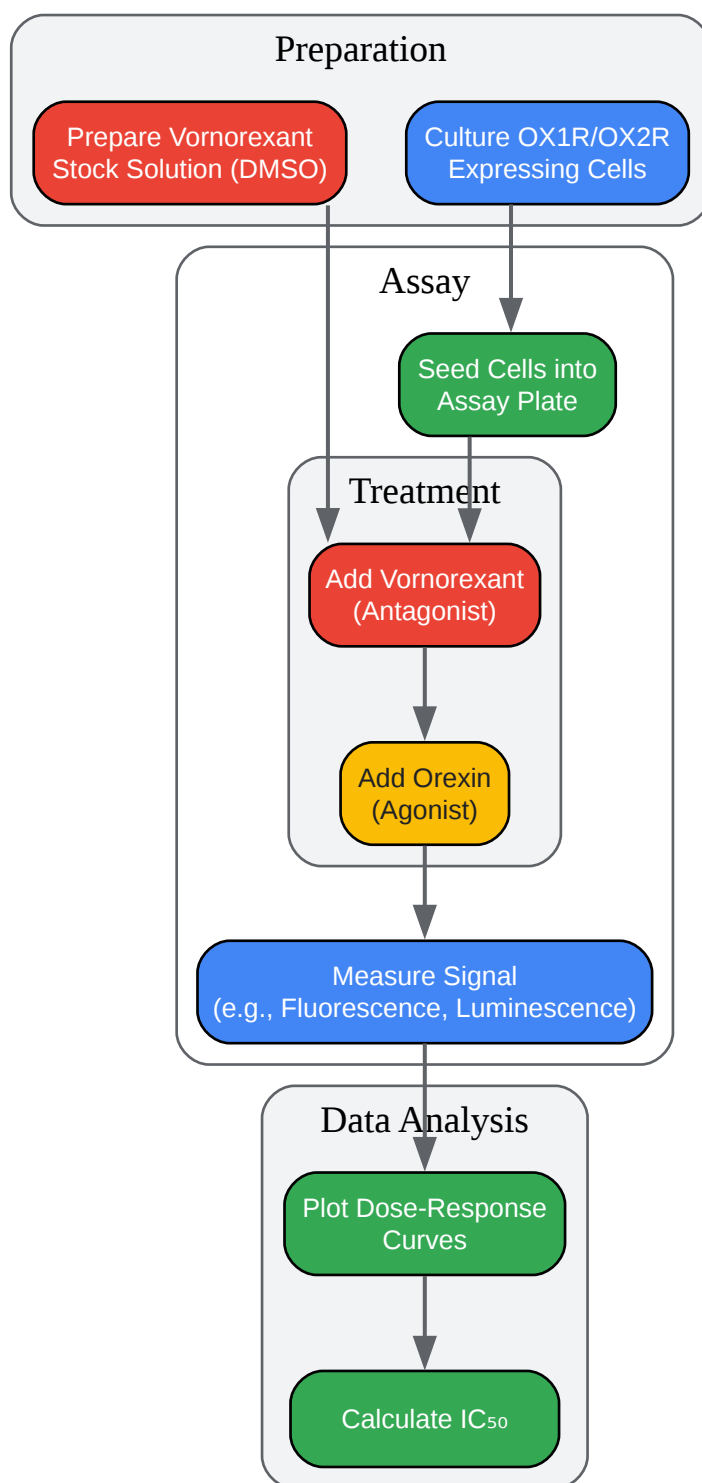 Preparation
Prepare Vornorexant
Stock Solution (DMSO)
Culture OX1R/OX2R
Expressing Cells
Assay
Seed Cells into
Assay Plate
Treatment
Add Vornorexant
(Antagonist)
Add Orexin
(Agonist)
Measure Signal
(e.g., Fluorescence, Luminescence)
Data Analysis
Plot Dose-Response
Curves
Calculate IC₅₀